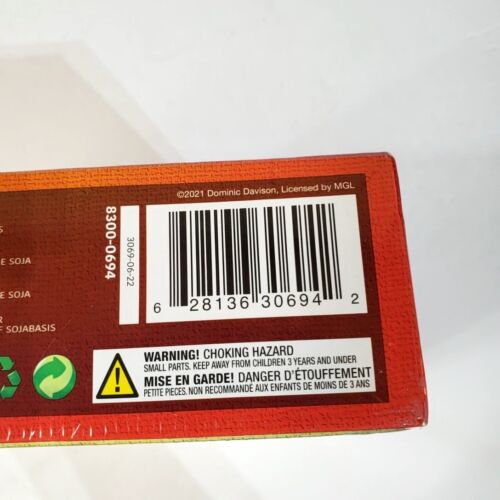 ©2021 Dominic Davison, Licensed by MGL
8300-0694
3069-06-22
6 28136 30694 2
S
E SOJA
E SOJA
R
F SOJABASIS
WARNING! CHOKING HAZARD
SMALL PARTS. KEEP AWAY FROM CHILDREN 3 YEARS AND UNDER
MISE EN GARDE! DANGER D'ÉTOUFFEMENT
PETITE PIECES. NON RECOMMANDÉ AUX ENFANTS DE MOINS DE 3 ANS